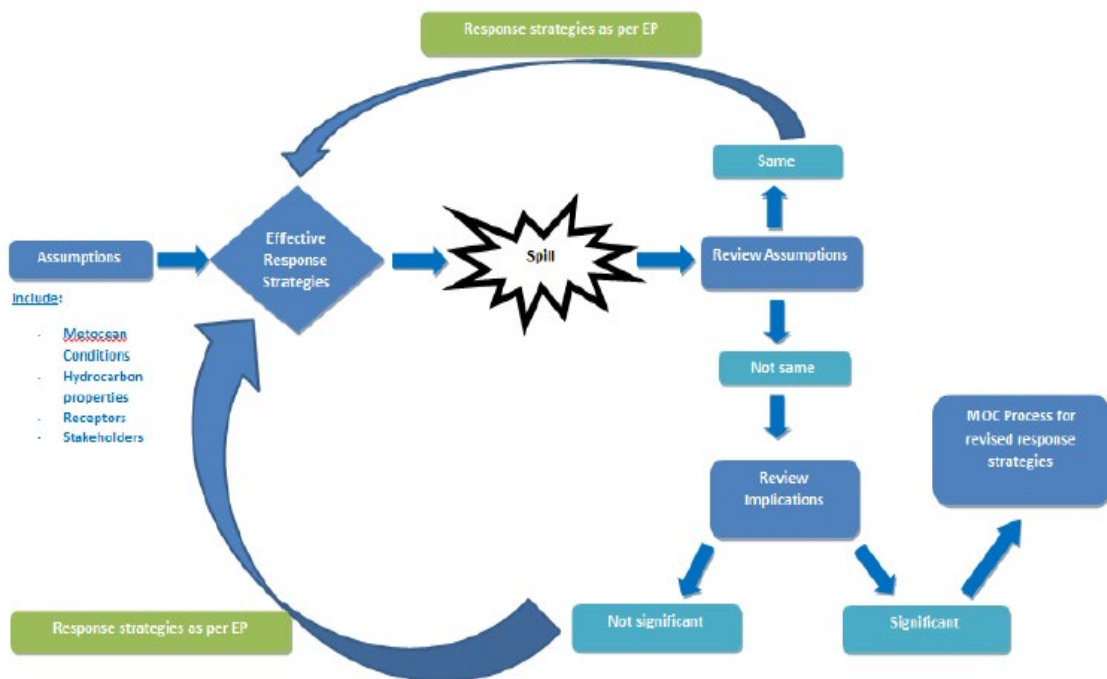 Response strategies as per EP
Same
Assumptions
Effective
Response
Strategies
Spill
Review Assumptions
Include:
- Metocean
Conditions
- Hydrocarbon
properties
- Receptors
- Stakeholders
Not same
MOC Process for
revised response
strategies
Review
Implications
Response strategies as per EP
Not significant
Significant